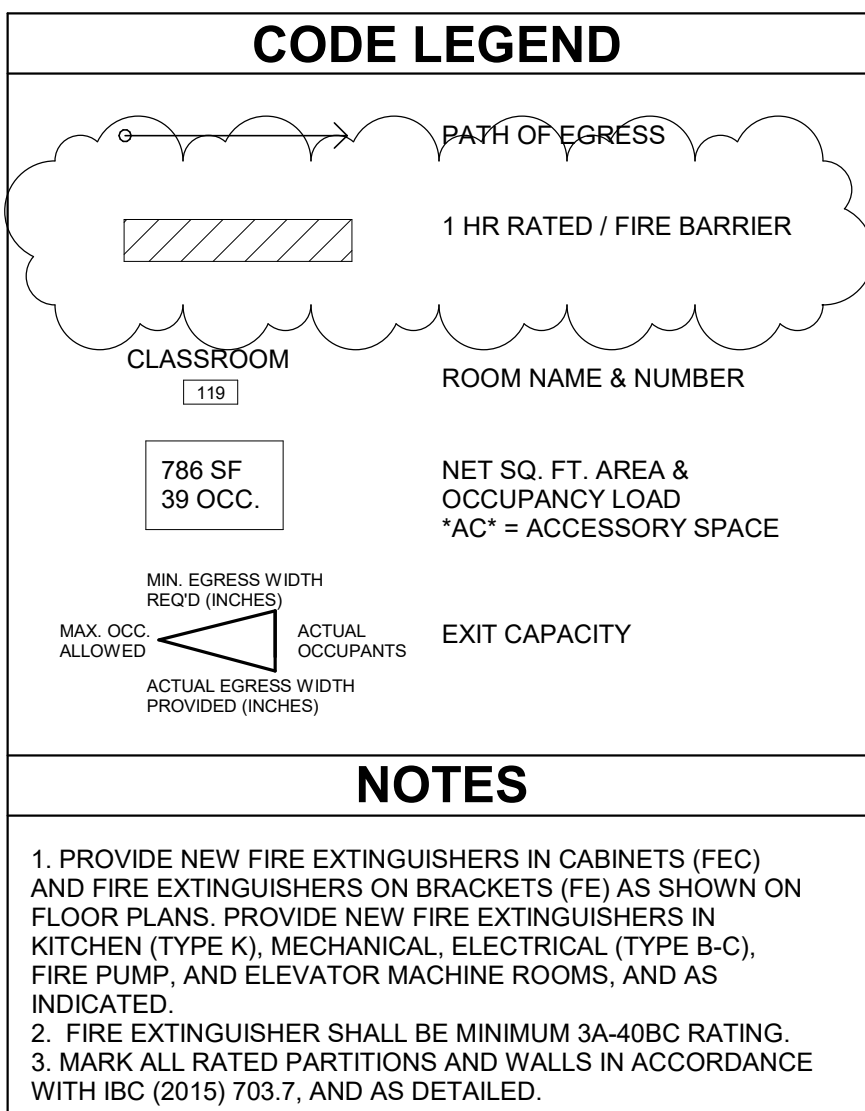 CODE LEGEND
PATH OF EGRESS
1 HR RATED / FIRE BARRIER
CLASSROOM
119
ROOM NAME & NUMBER
786 SF
39 OCC.
NET SQ. FT. AREA &
OCCUPANCY LOAD
*AC* = ACCESSORY SPACE
MIN. EGRESS WIDTH
REQ'D (INCHES)
MAX. OCC.
ALLOWED
ACTUAL
OCCUPANTS
ACTUAL EGRESS WIDTH
PROVIDED (INCHES)
EXIT CAPACITY
NOTES
1. PROVIDE NEW FIRE EXTINGUISHERS IN CABINETS (FEC)
AND FIRE EXTINGUISHERS ON BRACKETS (FE) AS SHOWN ON
FLOOR PLANS. PROVIDE NEW FIRE EXTINGUISHERS IN
KITCHEN (TYPE K), MECHANICAL, ELECTRICAL (TYPE B-C),
FIRE PUMP, AND ELEVATOR MACHINE ROOMS, AND AS
INDICATED.
2. FIRE EXTINGUISHER SHALL BE MINIMUM 3A-40BC RATING.
3. MARK ALL RATED PARTITIONS AND WALLS IN ACCORDANCE
WITH IBC (2015) 703.7, AND AS DETAILED.